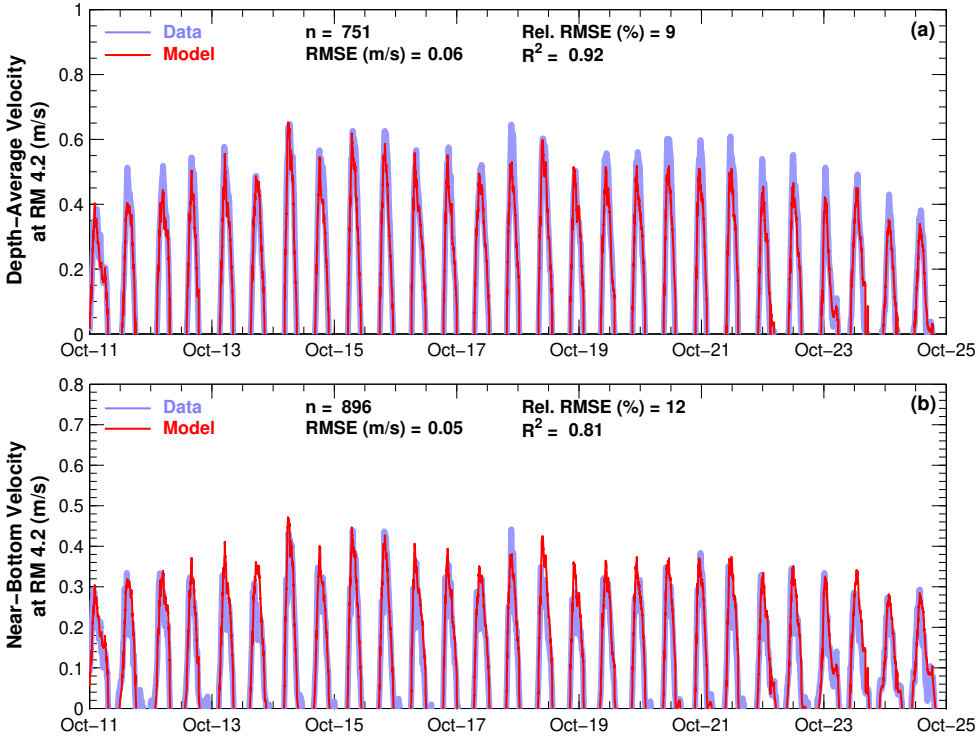 1
0.8
0.6
0.4
0.2
0
Depth−Average Velocity
at RM 4.2 (m/s)
Data n = 751 Rel. RMSE (%) = 9 (a)
Model RMSE (m/s) = 0.06 R2 = 0.92
Oct−11 Oct−13 Oct−15 Oct−17 Oct−19 Oct−21 Oct−23 Oct−25
0.8
0.7
0.6
0.5
0.4
0.3
0.2
0.1
0
Near−Bottom Velocity
at RM 4.2 (m/s)
Data n = 896 Rel. RMSE (%) = 12 (b)
Model RMSE (m/s) = 0.05 R2 = 0.81
Oct−11 Oct−13 Oct−15 Oct−17 Oct−19 Oct−21 Oct−23 Oct−25